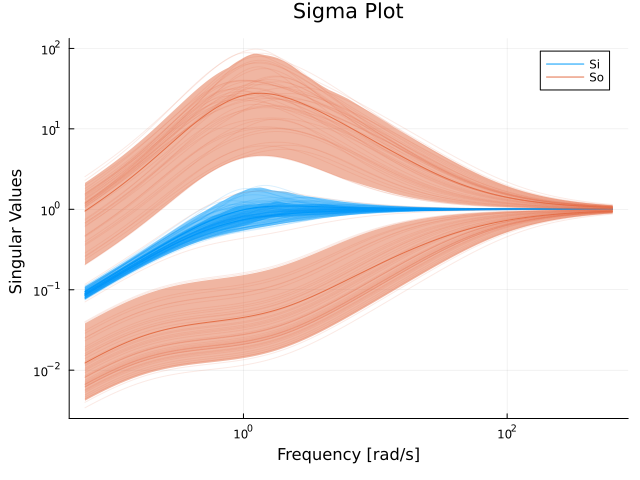 Sigma Plot
Singular Values
10²
10¹
10⁰
10⁻¹
10⁻²
Si
So
10⁰
10²
Frequency [rad/s]